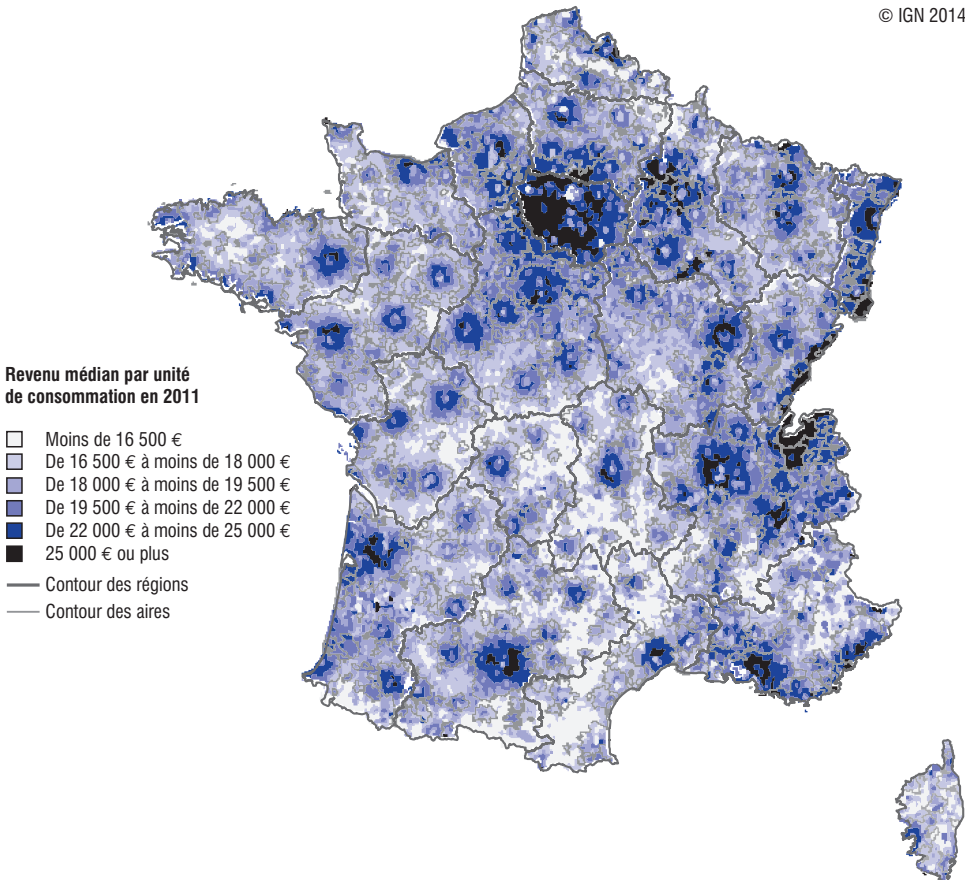 © IGN 2014
Revenu médian par unité
de consommation en 2011
Moins de 16 500 €
De 16 500 € à moins de 18 000 €
De 18 000 € à moins de 19 500 €
De 19 500 € à moins de 22 000 €
De 22 000 € à moins de 25 000 €
25 000 € ou plus
Contour des régions
Contour des aires